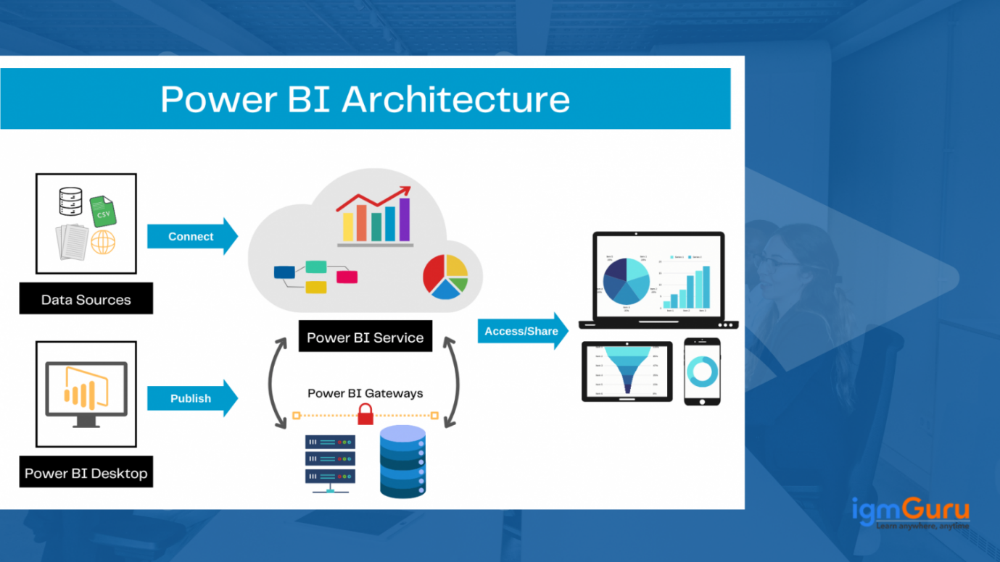 Power BI Architecture
CSV
Connect
Data Sources
Power BI Service
Access/Share
Publish
Power BI Gateways
Power BI Desktop
igmGuru
Learn anywhere, anytime